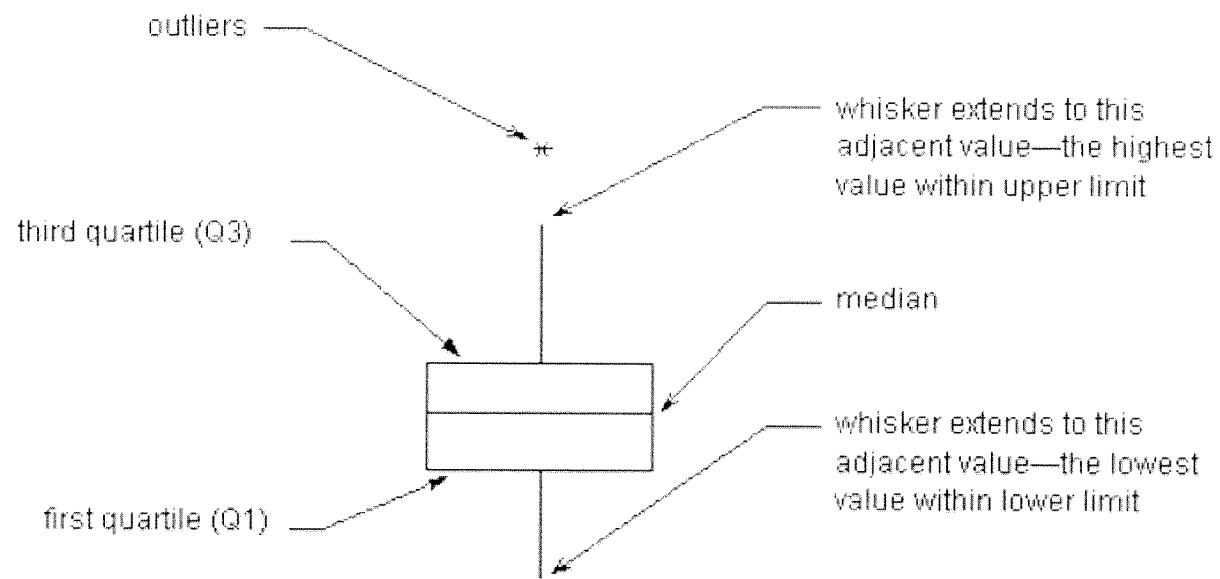 outliers
whisker extends to this
adjacent value—the highest
value within upper limit
third quartile (Q3)
median
whisker extends to this
adjacent value—the lowest
value within lower limit
first quartile (Q1)